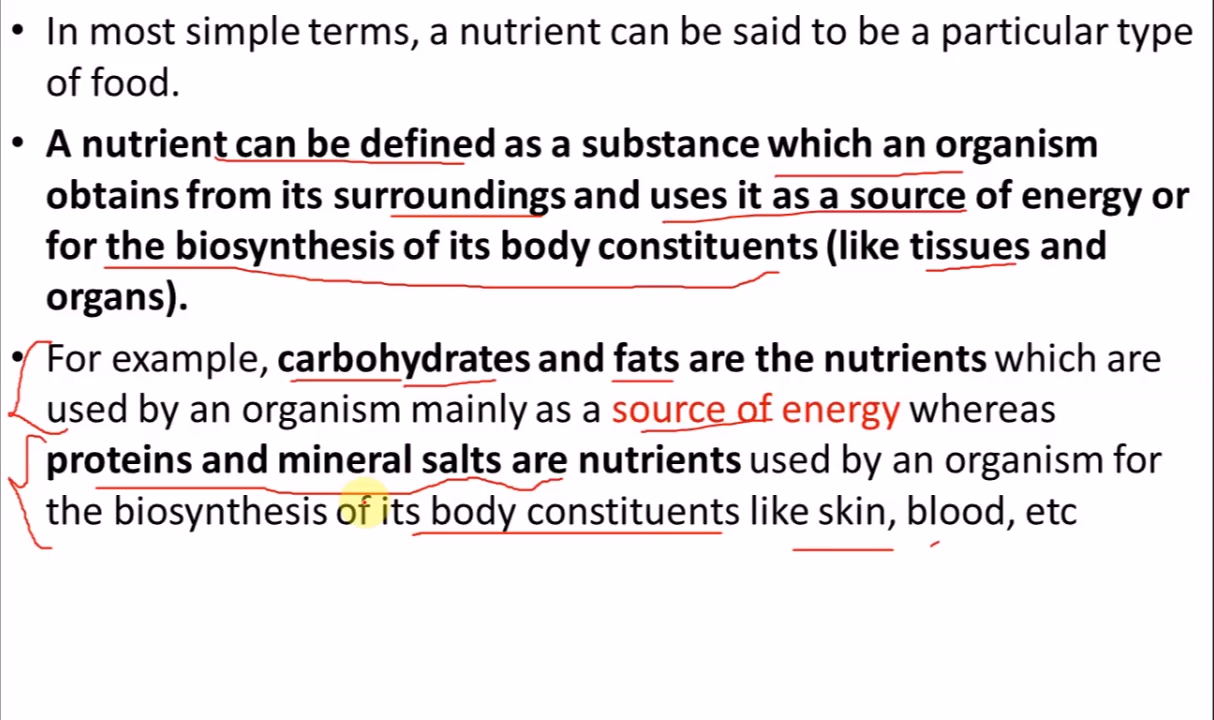 • In most simple terms, a nutrient can be said to be a particular type
of food.
• A nutrient can be defined as a substance which an organism
obtains from its surroundings and uses it as a source of energy or
for the biosynthesis of its body constituents (like tissues and
organs).
• For example, carbohydrates and fats are the nutrients which are
used by an organism mainly as a source of energy whereas
proteins and mineral salts are nutrients used by an organism for
the biosynthesis of its body constituents like skin, blood, etc